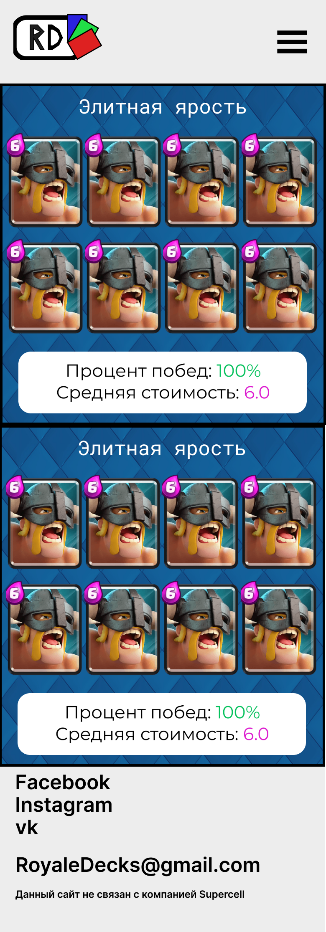 RD
Элитная ярость
6 6 6 6
6 6 6 6
Процент побед: 100%
Средняя стоимость: 6.0
Элитная ярость
6 6 6 6
6 6 6 6
Процент побед: 100%
Средняя стоимость: 6.0
Facebook
Instagram
vk
RoyaleDecks@gmail.com
Данный сайт не связан с компанией Supercell